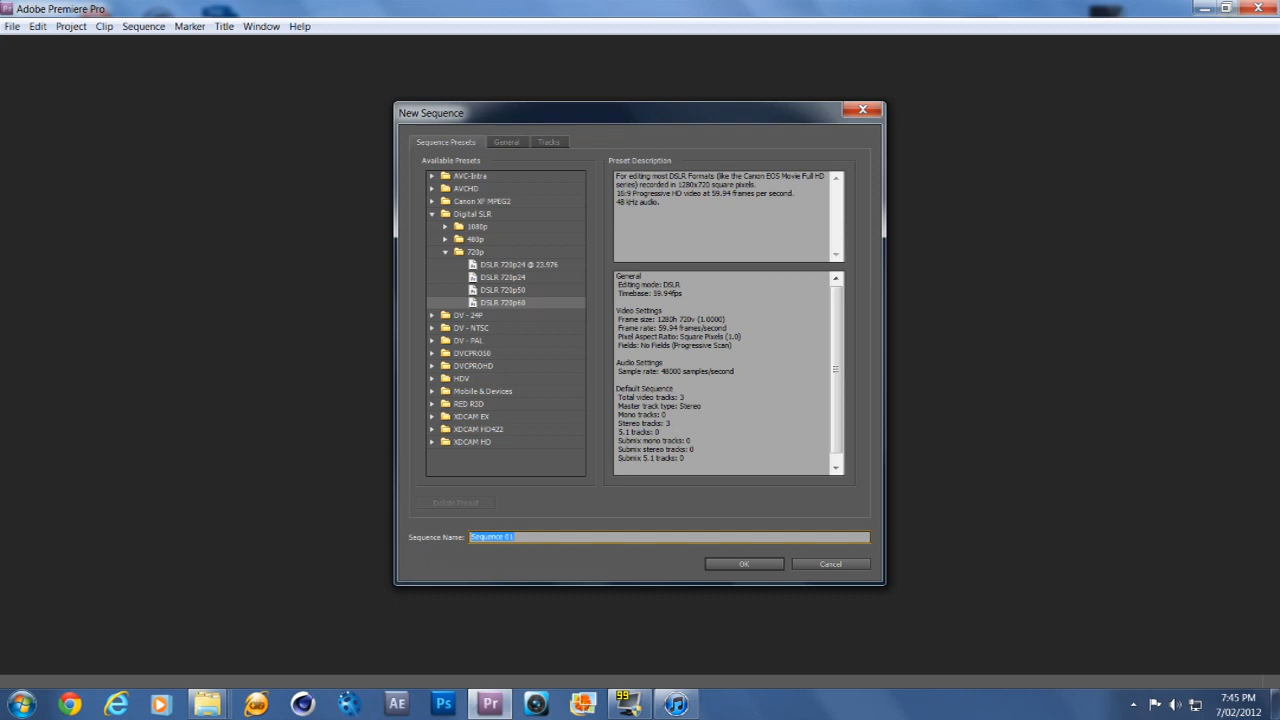 Adobe Premiere Pro
File Edit Project Clip Sequence Marker Title Window Help
New Sequence
Sequence Presets General Tracks
Available Presets
AVC-Intra
AVCHD
Canon XF MPEG2
Digital SLR
1080p
480p
720p
DSLR 720p24 @ 23.976
DSLR 720p24
DSLR 720p50
DSLR 720p60
DV - 24P
DV - NTSC
DV - PAL
DVCPRO50
DVCPROHD
HDV
Mobile & Devices
RED R3D
XDCAM EX
XDCAM HD422
XDCAM HD
Delete Preset
Preset Description
For editing most DSLR Formats (like the Canon EOS Movie Full HD
series) recorded in 1280x720 square pixels.
16:9 Progressive HD video at 59.94 frames per second.
48 kHz audio.
General
Editing mode: DSLR
Timebase: 59.94fps
Video Settings
Frame size: 1280h 720v (1.0000)
Frame rate: 59.94 frames/second
Pixel Aspect Ratio: Square Pixels (1.0)
Fields: No Fields (Progressive Scan)
Audio Settings
Sample rate: 48000 samples/second
Default Sequence
Total video tracks: 3
Master track type: Stereo
Mono tracks: 0
Stereo tracks: 3
5.1 tracks: 0
Submix mono tracks: 0
Submix stereo tracks: 0
Submix 5.1 tracks: 0
Sequence Name: Sequence 01
OK Cancel
AE Ps Pr 99
7:45 PM
7/02/2012